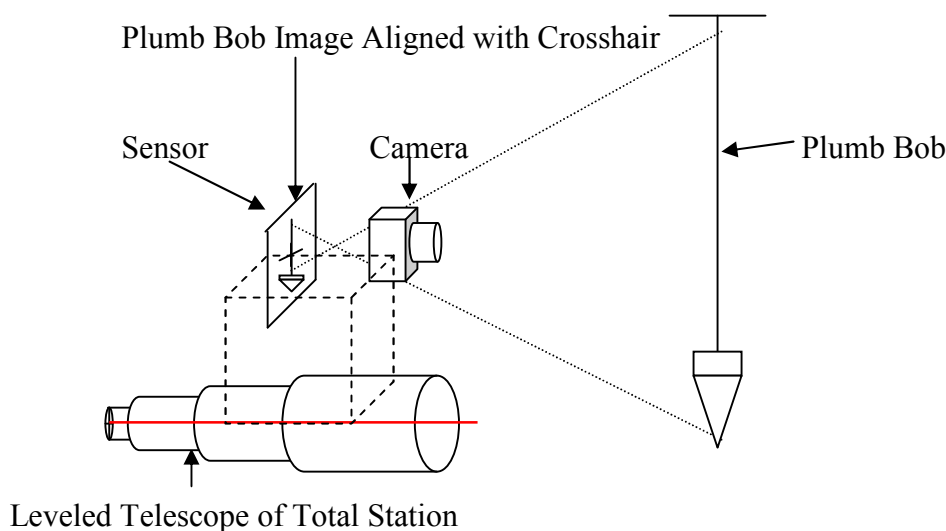 Plumb Bob Image Aligned with Crosshair
Sensor
Camera
Plumb Bob
Leveled Telescope of Total Station